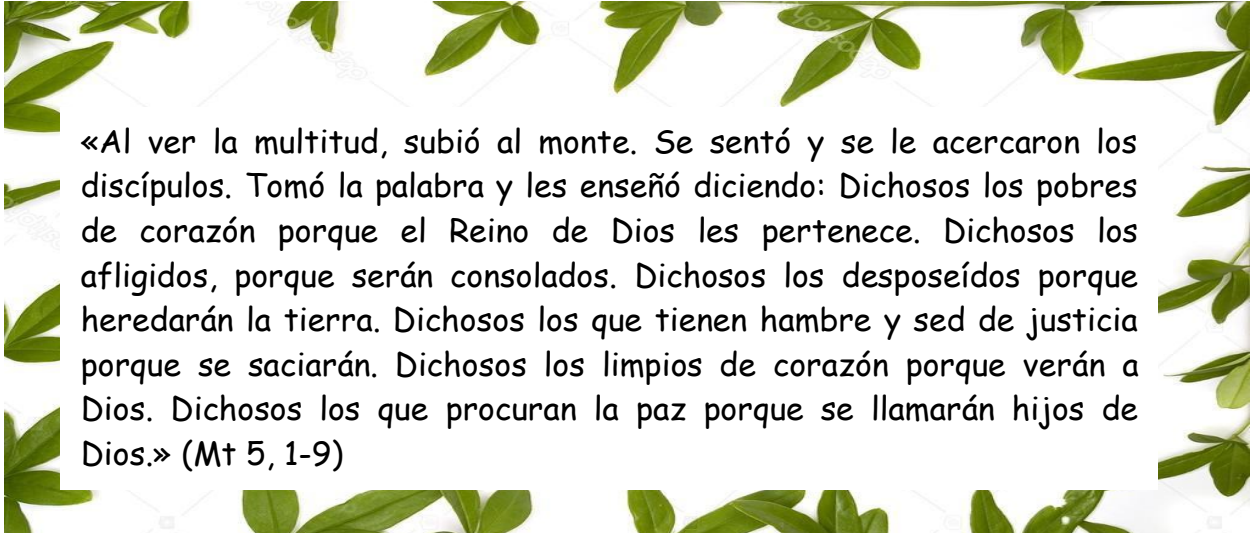 «Al ver la multitud, subió al monte. Se sentó y se le acercaron los
discípulos. Tomó la palabra y les enseñó diciendo: Dichosos los pobres
de corazón porque el Reino de Dios les pertenece. Dichosos los
afligidos, porque serán consolados. Dichosos los desposeídos porque
heredarán la tierra. Dichosos los que tienen hambre y sed de justicia
porque se saciarán. Dichosos los limpios de corazón porque verán a
Dios. Dichosos los que procuran la paz porque se llamarán hijos de
Dios.» (Mt 5, 1-9)